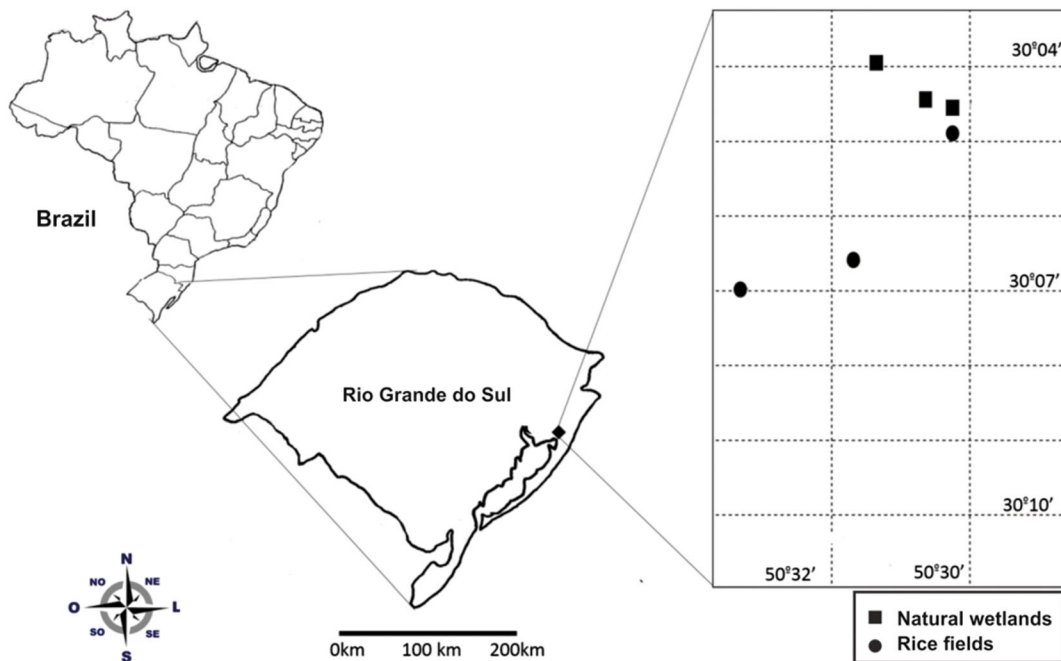 Brazil
Rio Grande do Sul
30º04'
30º07'
30º10'
50º32'
50º30'
N
NO
NE
O
L
SO
SE
S
0km
100 km
200km
Natural wetlands
Rice fields